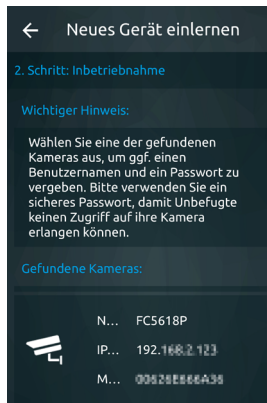 Neues Gerät einlernen
2. Schritt: Inbetriebnahme
Wichtiger Hinweis:
Wählen Sie eine der gefundenen
Kameras aus, um ggf. einen
Benutzernamen und ein Passwort zu
vergeben. Bitte verwenden Sie ein
sicheres Passwort, damit Unbefugte
keinen Zugriff auf ihre Kamera
erlangen können.
Gefundene Kameras:
N... FC5618P
IP... 192.
M...